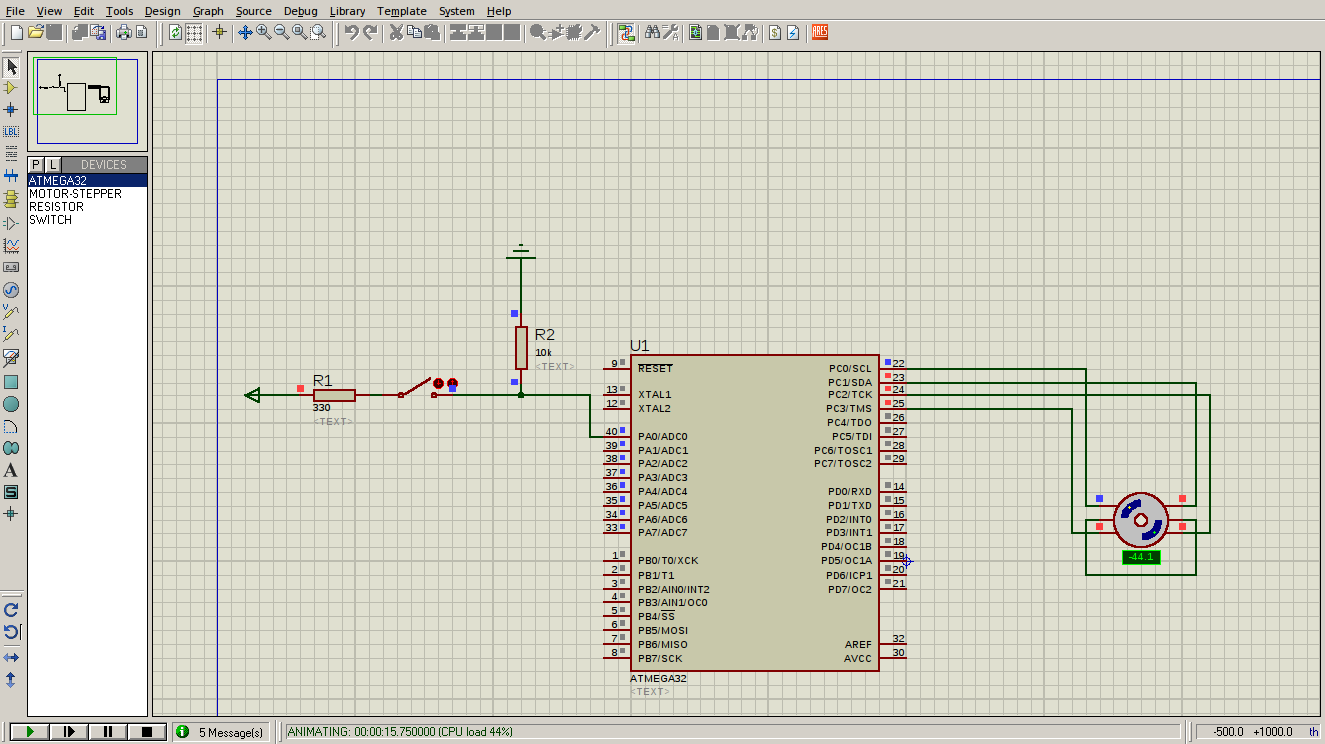 File View Edit Tools Design Graph Source Debug Library Template System Help
ARES
LBL
P L DEVICES
ATMEGA32
MOTOR-STEPPER
RESISTOR
SWITCH
A
S
R1
330
<TEXT>
R2
10k
<TEXT>
U1
9 RESET PC0/SCL 22
PC1/SDA 23
13 XTAL1 PC2/TCK 24
12 XTAL2 PC3/TMS 25
PC4/TDO 26
40 PA0/ADC0 PC5/TDI 27
39 PA1/ADC1 PC6/TOSC1 28
38 PA2/ADC2 PC7/TOSC2 29
37 PA3/ADC3
36 PA4/ADC4 PD0/RXD 14
35 PA5/ADC5 PD1/TXD 15
34 PA6/ADC6 PD2/INT0 16
33 PA7/ADC7 PD3/INT1 17
PD4/OC1B 18
1 PB0/T0/XCK PD5/OC1A 19
2 PB1/T1 PD6/ICP1 20
3 PB2/AIN0/INT2 PD7/OC2 21
4 PB3/AIN1/OC0
5 PB4/SS
6 PB5/MOSI
7 PB6/MISO AREF 32
8 PB7/SCK AVCC 30
ATMEGA32
<TEXT>
-44.1
5 Message(s) ANIMATING: 00:00:15.750000 (CPU load 44%) -500.0 +1000.0 th